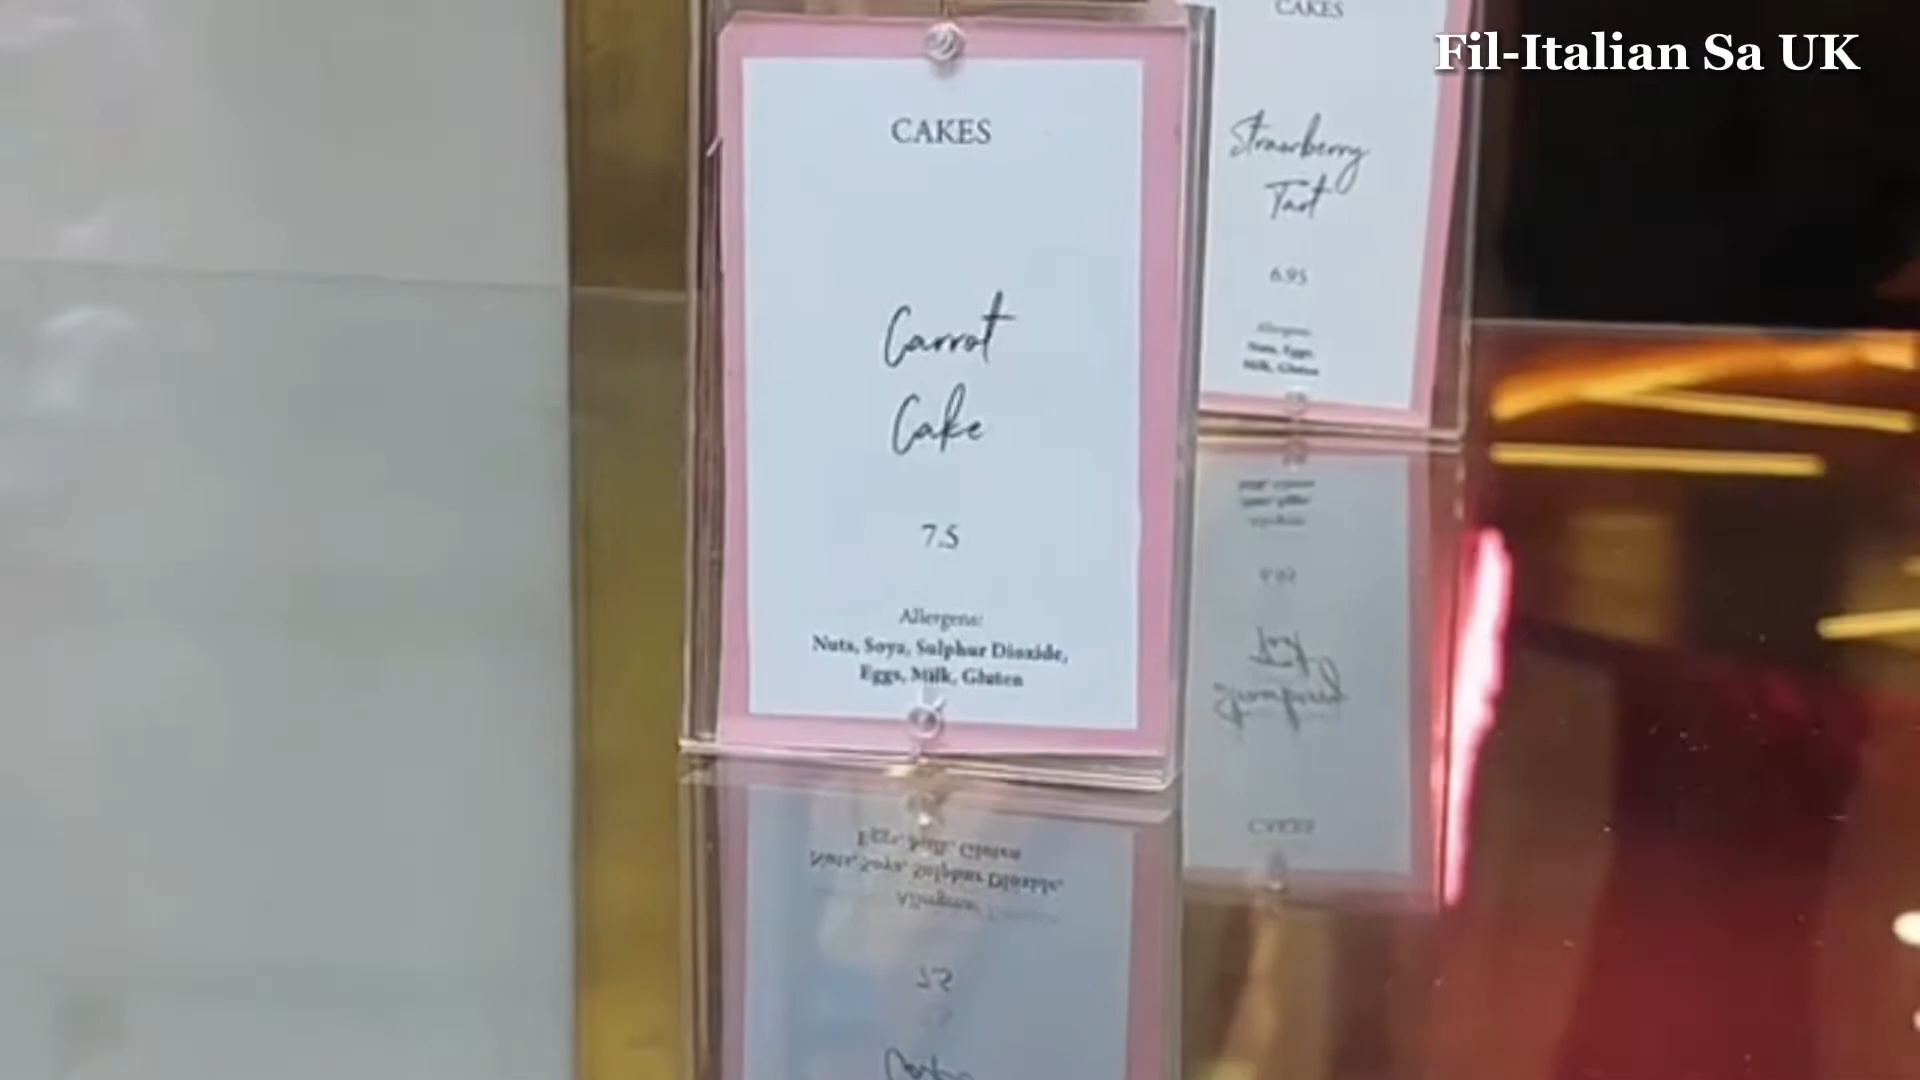 Fil-Italian Sa UK
CAKES
Carrot
Cake
7.5
Allergens:
Nuts, Soya, Sulphur Dioxide,
Eggs, Milk, Gluten
CAKES
Strawberry
Tart
6.95
Allergens:
Nuts, Eggs,
Milk, Gluten